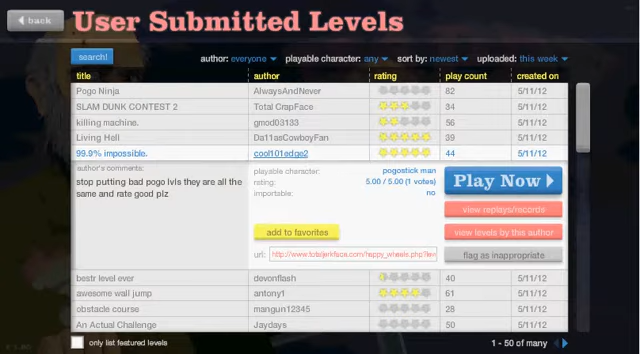 back
User Submitted Levels
search! author: everyone playable character: any sort by: newest uploaded: this week
title author rating play count created on
Pogo Ninja AlwaysAndNever 82 5/11/12
SLAM DUNK CONTEST 2 Total CrapFace 34 5/11/12
killing machine. gmod03133 56 5/11/12
Living Hell Da11asCowboyFan 39 5/11/12
99.9% impossible. cool101edge2 44 5/11/12
author's comments:
stop putting bad pogo lvls they are all the
same and rate good plz
playable character: pogostick man
rating: 5.00 / 5.00 (1 votes)
importable: no
Play Now
view replays/records
add to favorites
view levels by this author
url: http://www.totaljerkface.com/happy_wheels.php?lev
flag as inappropriate
bestr level ever devonflash 40 5/11/12
awesome wall jump antony1 61 5/11/12
obstacle course mangun12345 28 5/11/12
An Actual Challenge Jaydays 50 5/11/12
only list featured levels 1 - 50 of many